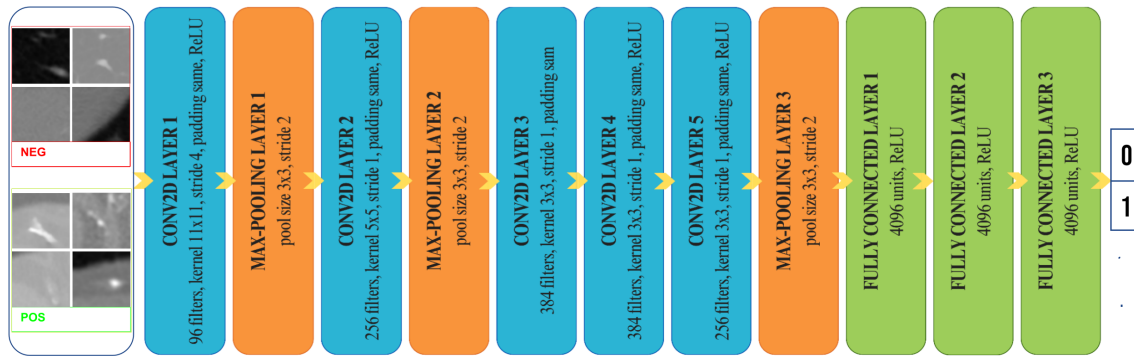 NEG
POS
CONV2D LAYER 1
96 filters, kernel 11x11, stride 4, padding same, ReLU
MAX-POOLING LAYER 1
pool size 3x3, stride 2
CONV2D LAYER 2
256 filters, kernel 5x5, stride 1, padding same, ReLU
MAX-POOLING LAYER 2
pool size 3x3, stride 2
CONV2D LAYER 3
384 filters, kernel 3x3, stride 1, padding sam
CONV2D LAYER 4
384 filters, kernel 3x3, stride 1, padding same, ReLU
CONV2D LAYER 5
256 filters, kernel 3x3, stride 1, padding same, ReLU
MAX-POOLING LAYER 3
pool size 3x3, stride 2
FULLY CONNECTED LAYER 1
4096 units, ReLU
FULLY CONNECTED LAYER 2
4096 units, ReLU
FULLY CONNECTED LAYER 3
4096 units, ReLU
0
1